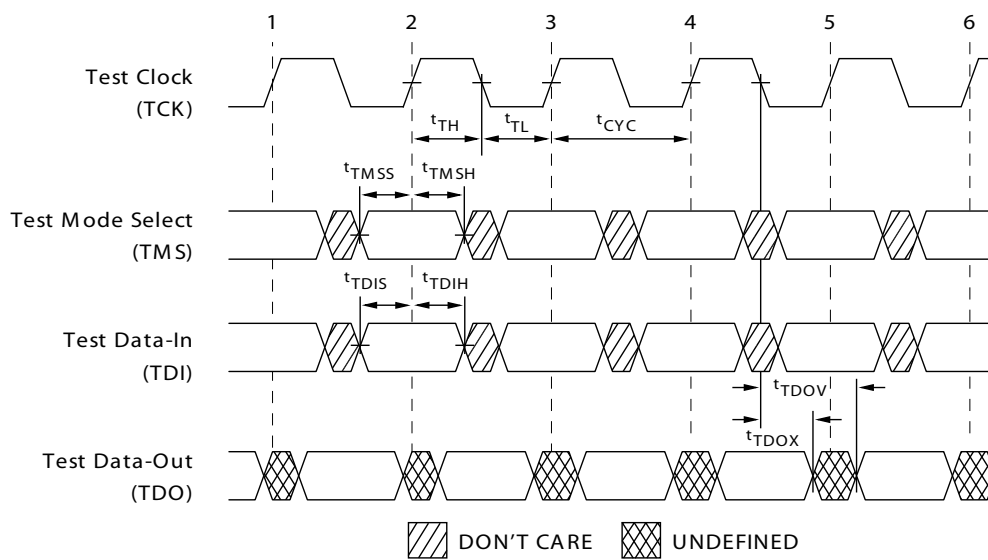 1 2 3 4 5 6
Test Clock
(TCK)
tTH tTL tCYC
tTMSS tTMSH
Test Mode Select
(TMS)
tTDIS tTDIH
Test Data-In
(TDI)
tTDOV
tTDOX
Test Data-Out
(TDO)
DON'T CARE UNDEFINED